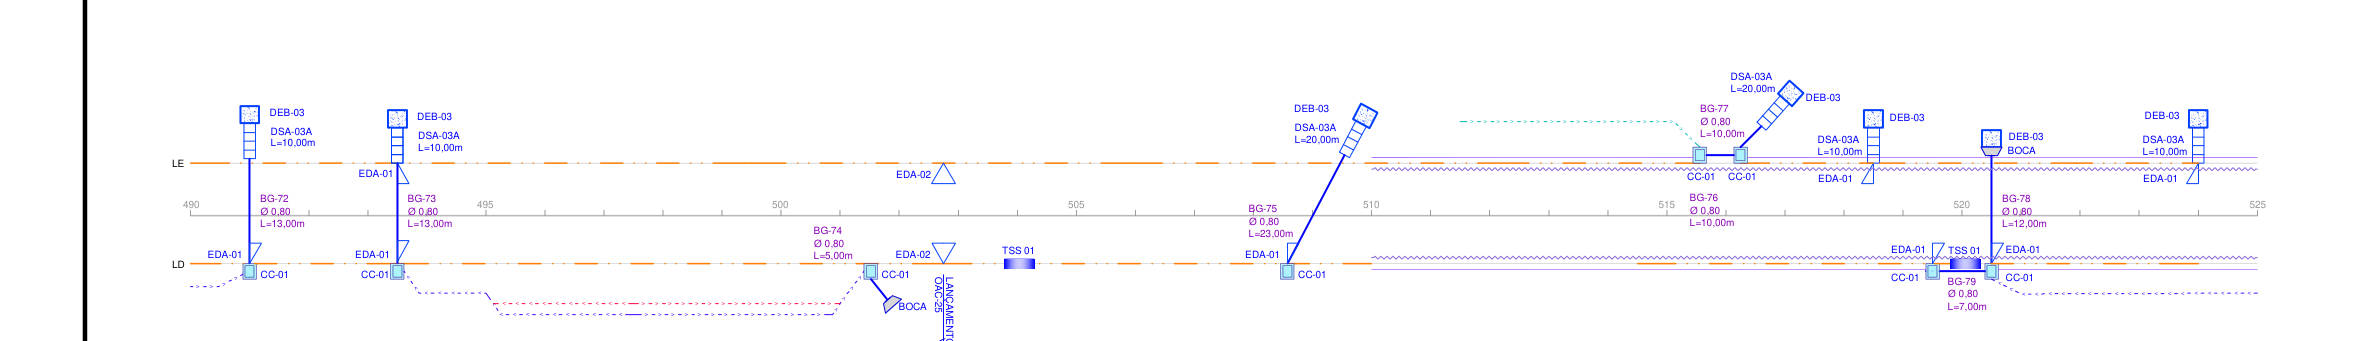 DSA-03A
L=20,00m
DEB-03
DEB-03
DSA-03A
L=10,00m
DEB-03
DSA-03A
L=10,00m
DEB-03
DSA-03A
L=20,00m
BG-77
Ø 0,80
L=10,00m
DEB-03
DSA-03A
L=10,00m
DEB-03
BOCA
DEB-03
DSA-03A
L=10,00m
LE
EDA-01
EDA-02
CC-01
CC-01
EDA-01
EDA-01
490
495
500
505
510
515
520
525
BG-72
Ø 0,80
L=13,00m
BG-73
Ø 0,80
L=13,00m
BG-74
Ø 0,80
L=5,00m
BG-75
Ø 0,80
L=23,00m
BG-76
Ø 0,80
L=10,00m
BG-78
Ø 0,80
L=12,00m
LD
EDA-01
CC-01
EDA-01
CC-01
CC-01
EDA-02
TSS 01
EDA-01
CC-01
EDA-01
TSS 01
EDA-01
CC-01
CC-01
BOCA
LANÇAMENTO
OAC-25
BG-79
Ø 0,80
L=7,00m